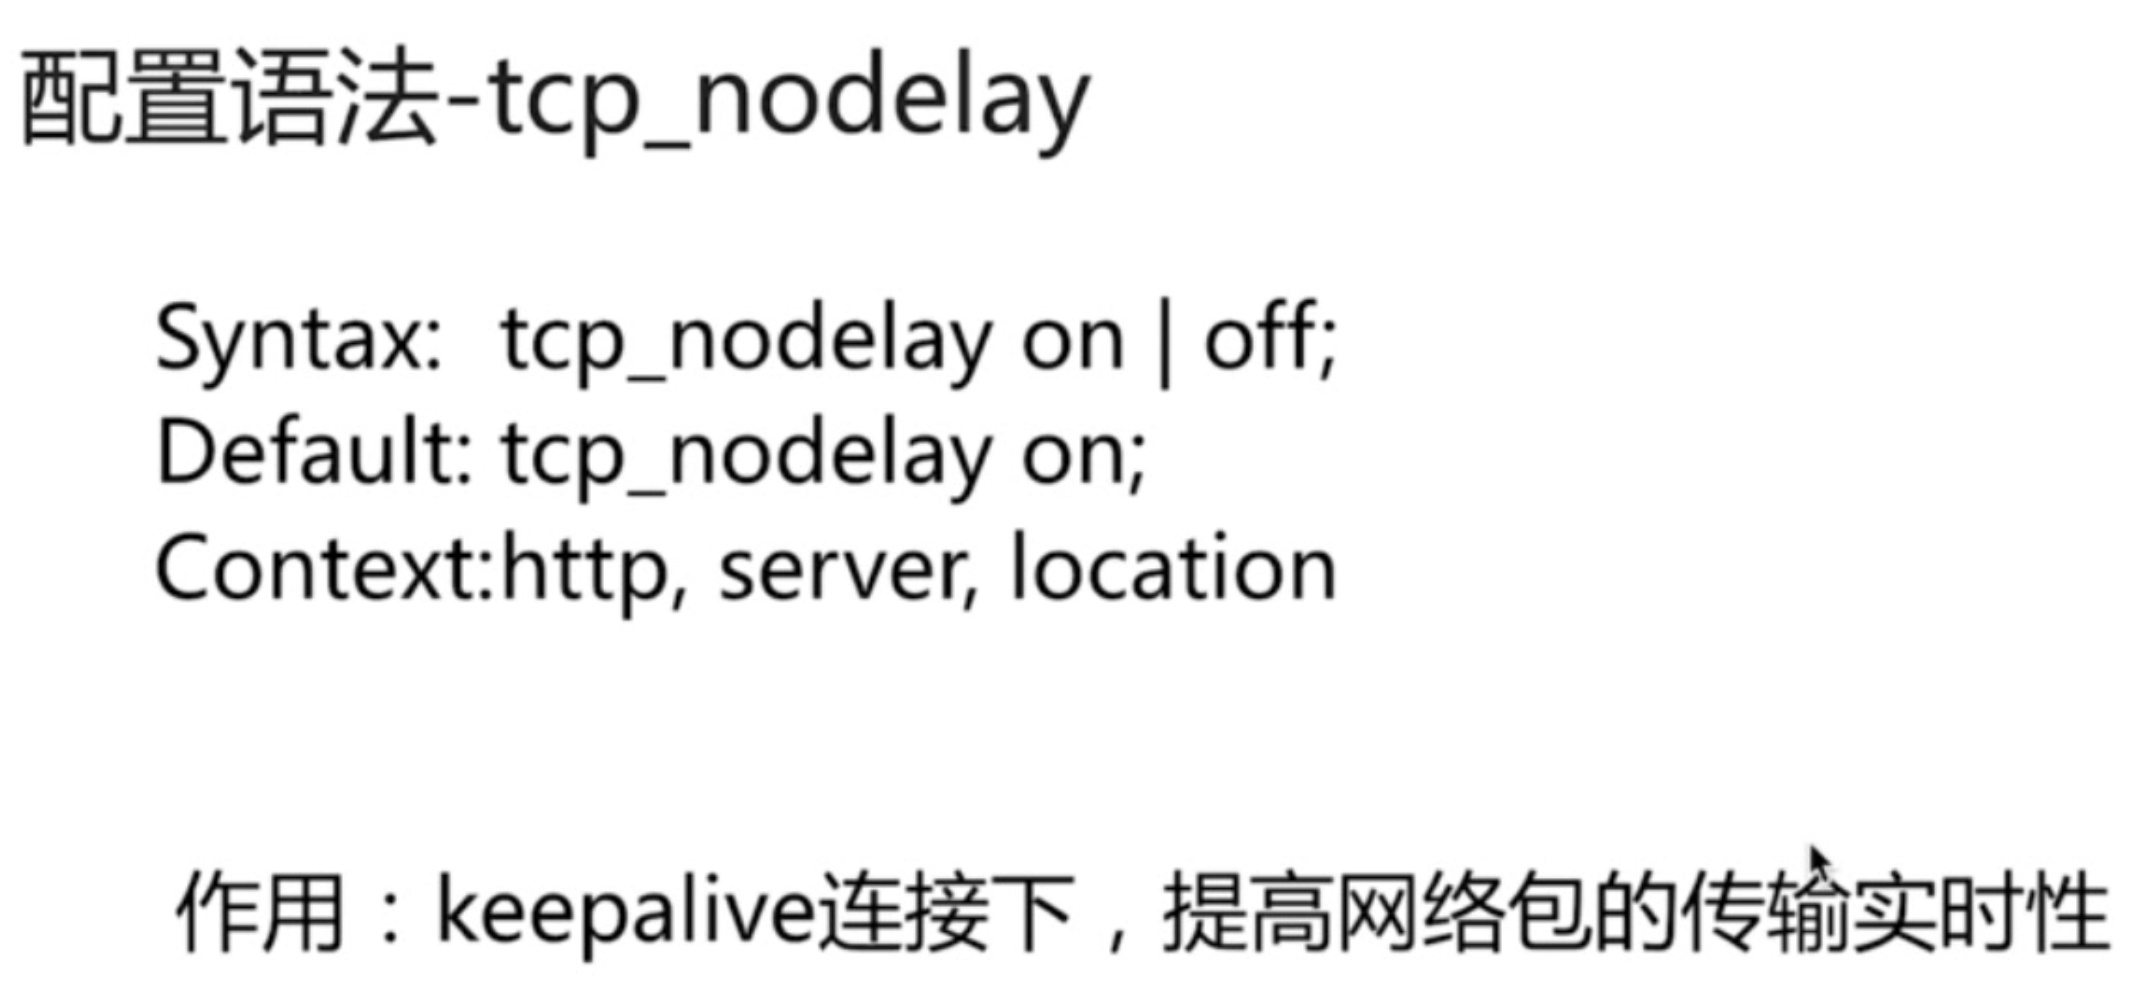 配置语法-tcp_nodelay
Syntax: tcp_nodelay on | off;
Default: tcp_nodelay on;
Context:http, server, location
作用：keepalive连接下，提高网络包的传输实时性